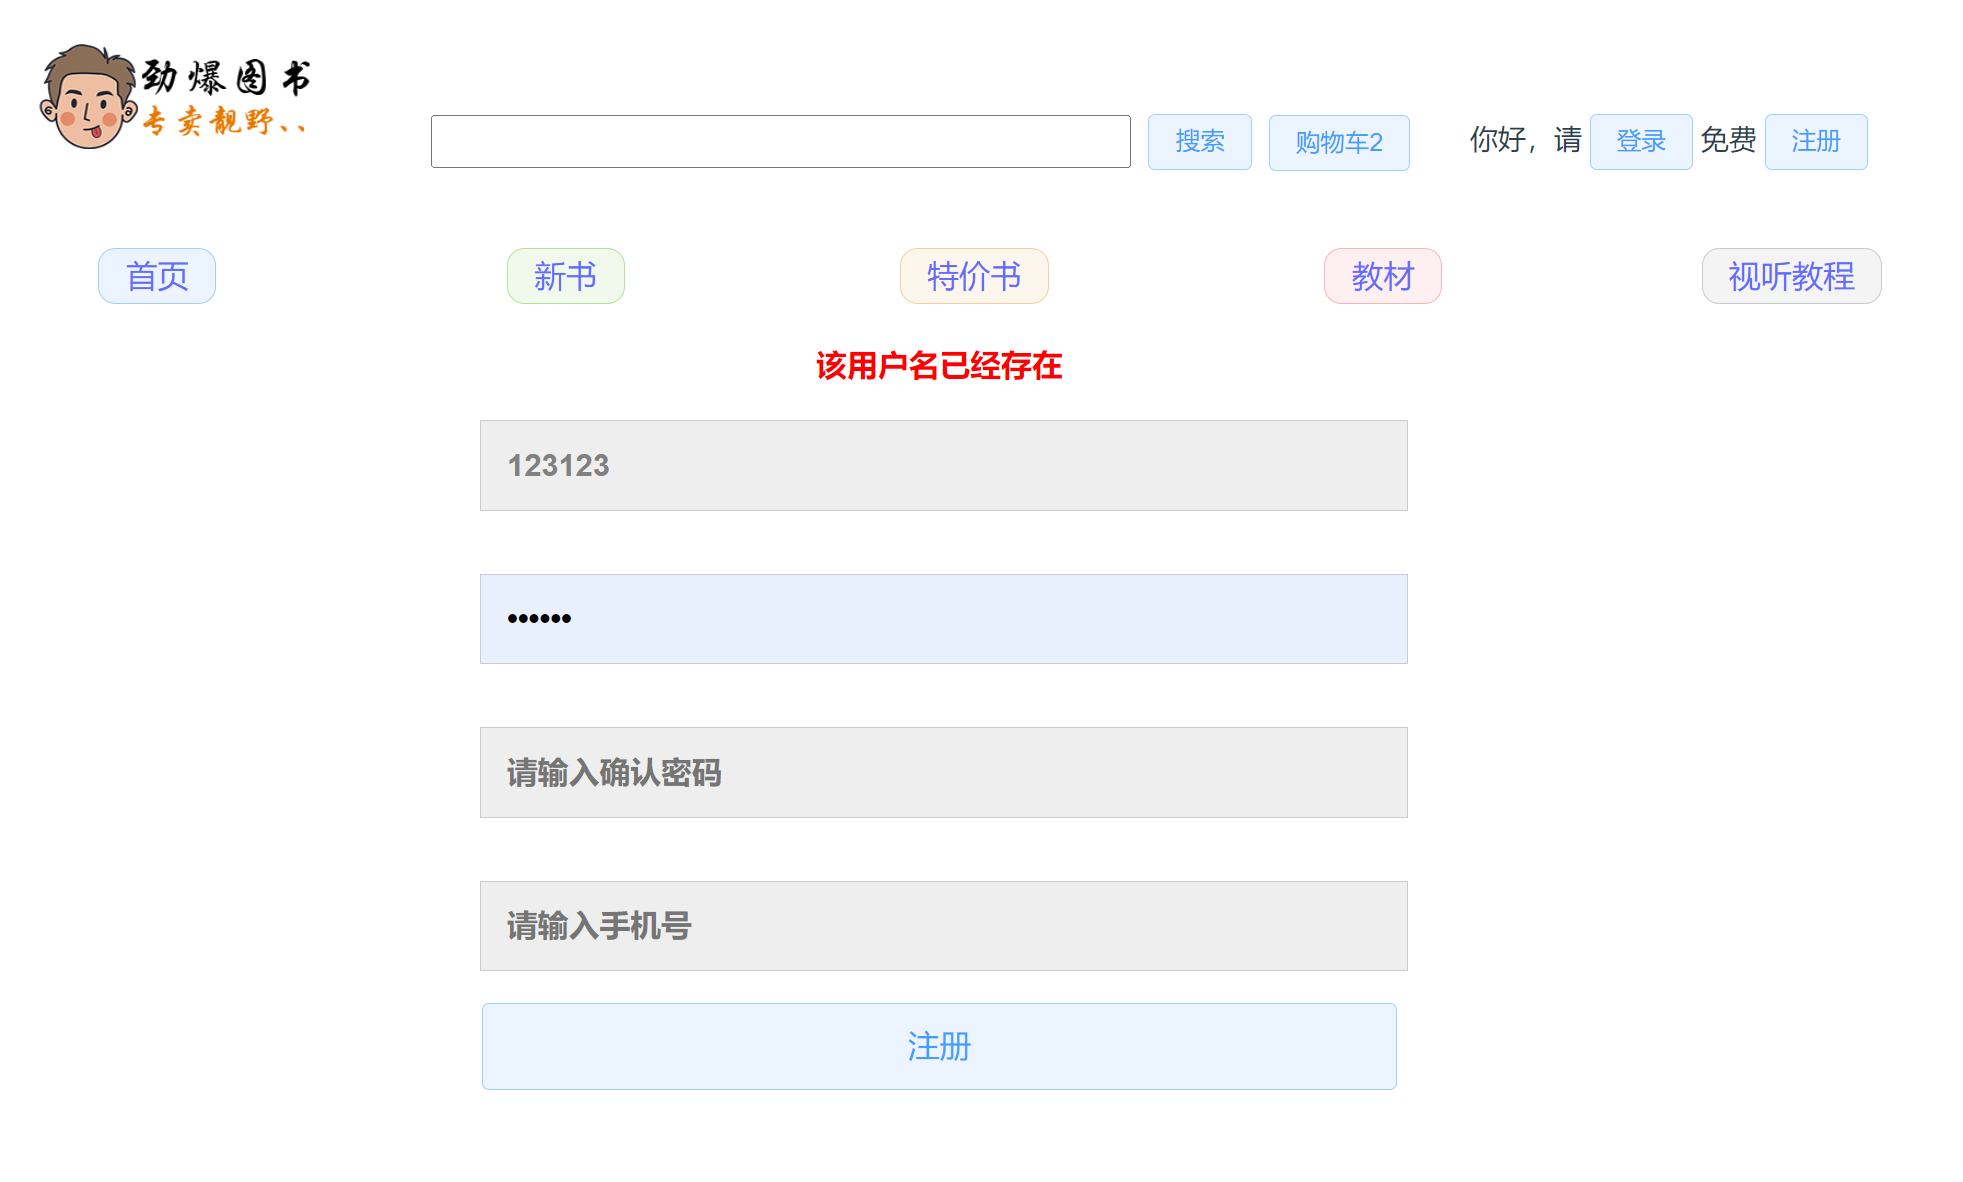 劲爆图书
专卖靓野、、
搜索 购物车2 你好，请 登录 免费 注册
首页 新书 特价书 教材 视听教程
该用户名已经存在
123123
••••••
请输入确认密码
请输入手机号
注册